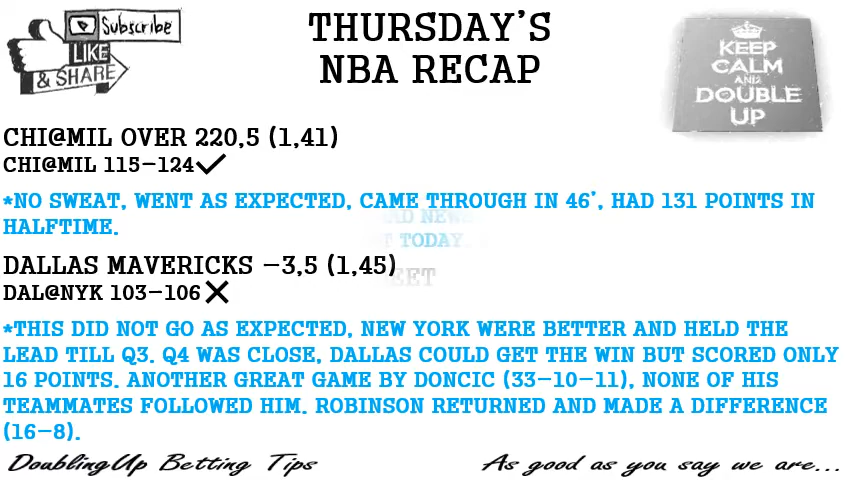 Subscribe
LIKE
& SHARE
THURSDAY'S
NBA RECAP
KEEP
CALM
AND
DOUBLE
UP
CHI@MIL OVER 220,5 (1,41)
CHI@MIL 115-124
*NO SWEAT, WENT AS EXPECTED, CAME THROUGH IN 46', HAD 131 POINTS IN
HALFTIME.
TODAY.
DALLAS MAVERICKS -3,5 (1,45)
DAL@NYK 103-106
*THIS DID NOT GO AS EXPECTED, NEW YORK WERE BETTER AND HELD THE
LEAD TILL Q3. Q4 WAS CLOSE, DALLAS COULD GET THE WIN BUT SCORED ONLY
16 POINTS. ANOTHER GREAT GAME BY DONCIC (33-10-11), NONE OF HIS
TEAMMATES FOLLOWED HIM. ROBINSON RETURNED AND MADE A DIFFERENCE
(16-8).
DoublingUp Betting Tips
As good as you say we are...